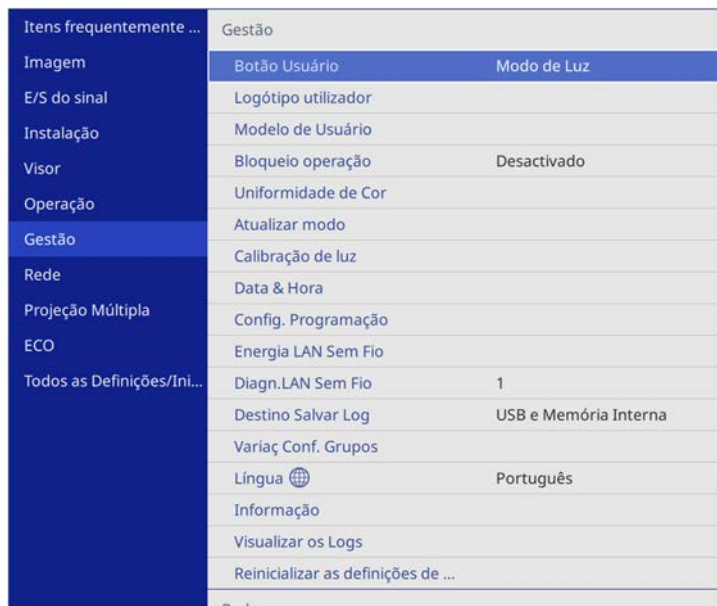 Itens frequentemente ...
Imagem
E/S do sinal
Instalação
Visor
Operação
Gestão
Rede
Projeção Múltipla
ECO
Todos as Definições/Ini...
Gestão
Botão Usuário Modo de Luz
Logótipo utilizador
Modelo de Usuário
Bloqueio operação Desactivado
Uniformidade de Cor
Atualizar modo
Calibração de luz
Data & Hora
Config. Programação
Energia LAN Sem Fio
Diagn.LAN Sem Fio 1
Destino Salvar Log USB e Memória Interna
Variaç Conf. Grupos
Língua Português
Informação
Visualizar os Logs
Reinicializar as definições de ...